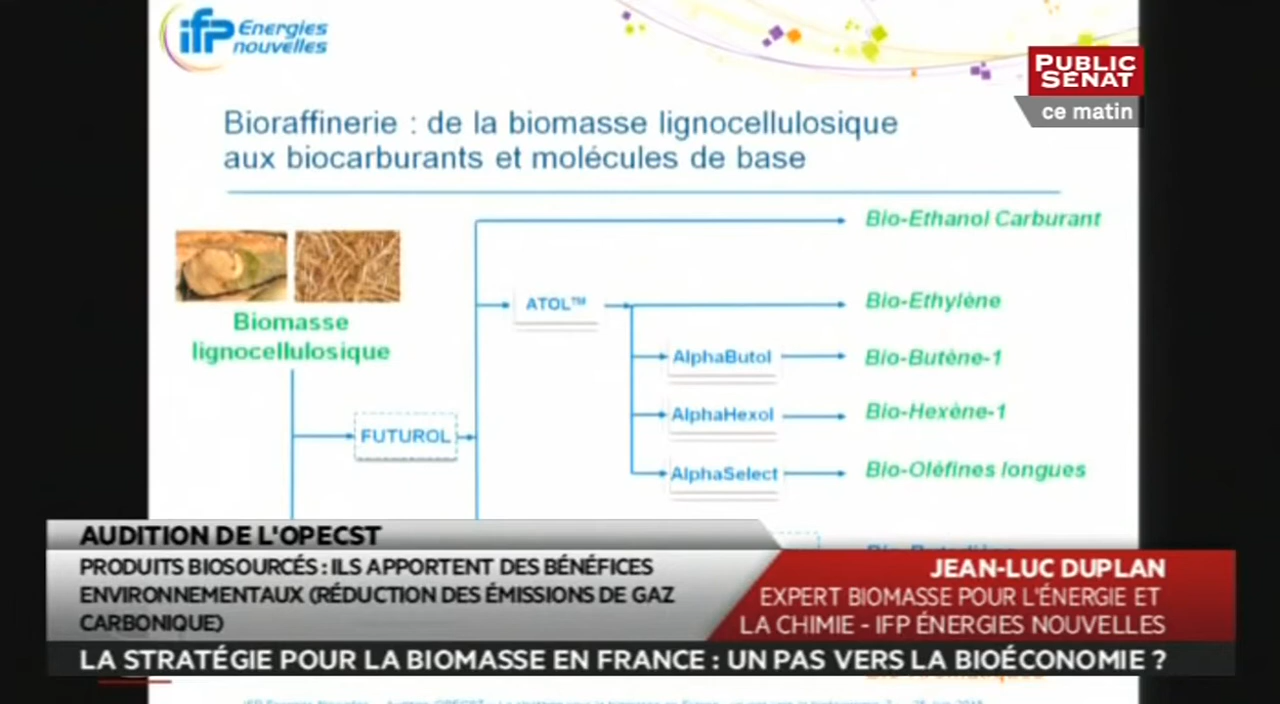 ifp Energies
nouvelles
PUBLIC
SÉNAT
ce matin
Bioraffinerie : de la biomasse lignocellulosique
aux biocarburants et molécules de base
Bio-Ethanol Carburant
ATOL™
Bio-Ethylène
Biomasse
lignocellulosique
AlphaButol
Bio-Butène-1
AlphaHexol
Bio-Hexène-1
FUTUROL
AlphaSelect
Bio-Oléfines longues
AUDITION DE L'OPECST
PRODUITS BIOSOURCÉS : ILS APPORTENT DES BÉNÉFICES
ENVIRONNEMENTAUX (RÉDUCTION DES ÉMISSIONS DE GAZ
CARBONIQUE)
JEAN-LUC DUPLAN
EXPERT BIOMASSE POUR L'ÉNERGIE ET
LA CHIMIE - IFP ÉNERGIES NOUVELLES
LA STRATÉGIE POUR LA BIOMASSE EN FRANCE : UN PAS VERS LA BIOÉCONOMIE ?